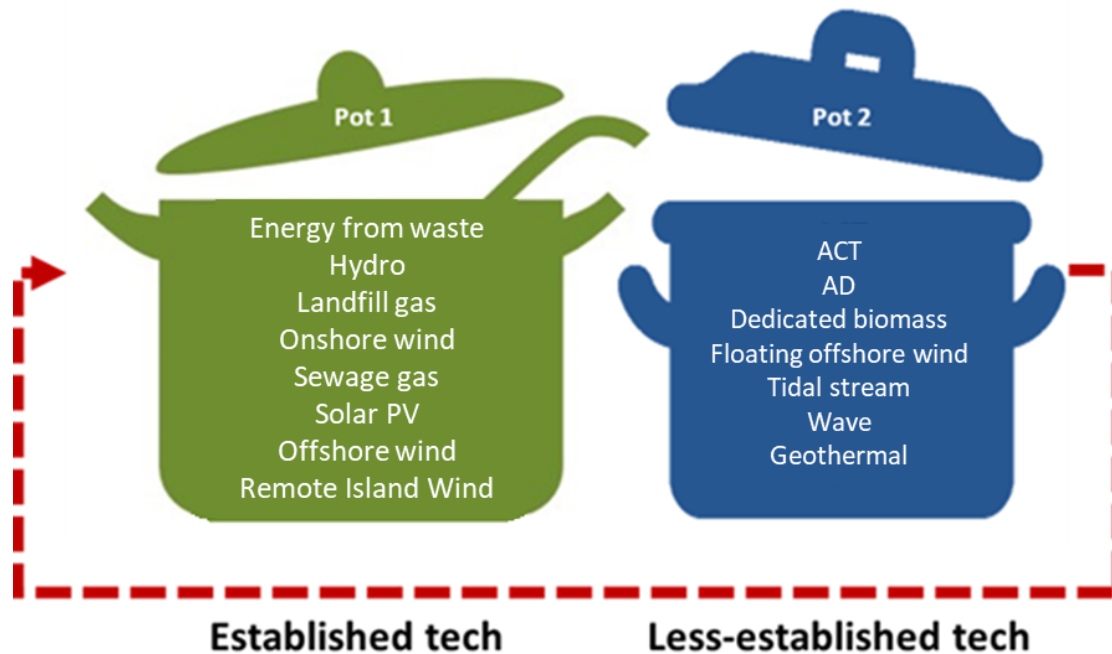 Pot 1
Energy from waste
Hydro
Landfill gas
Onshore wind
Sewage gas
Solar PV
Offshore wind
Remote Island Wind
Established tech
Pot 2
ACT
AD
Dedicated biomass
Floating offshore wind
Tidal stream
Wave
Geothermal
Less-established tech